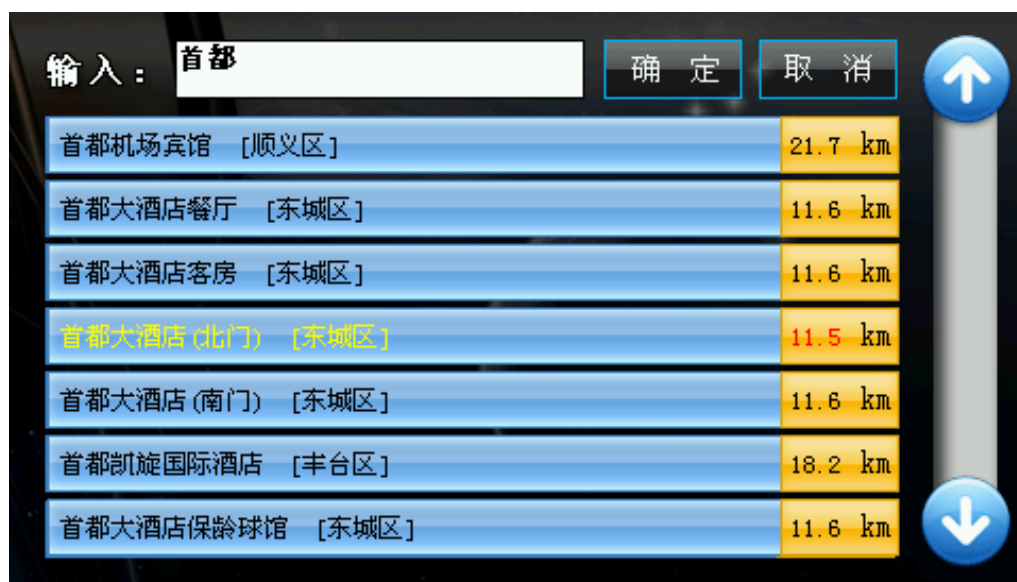 输入: 首都 确 定 取 消
首都机场宾馆 [顺义区] 21.7 km
首都大酒店餐厅 [东城区] 11.6 km
首都大酒店客房 [东城区] 11.6 km
首都大酒店(北门) [东城区] 11.5 km
首都大酒店(南门) [东城区] 11.6 km
首都凯旋国际酒店 [丰台区] 18.2 km
首都大酒店保龄球馆 [东城区] 11.6 km